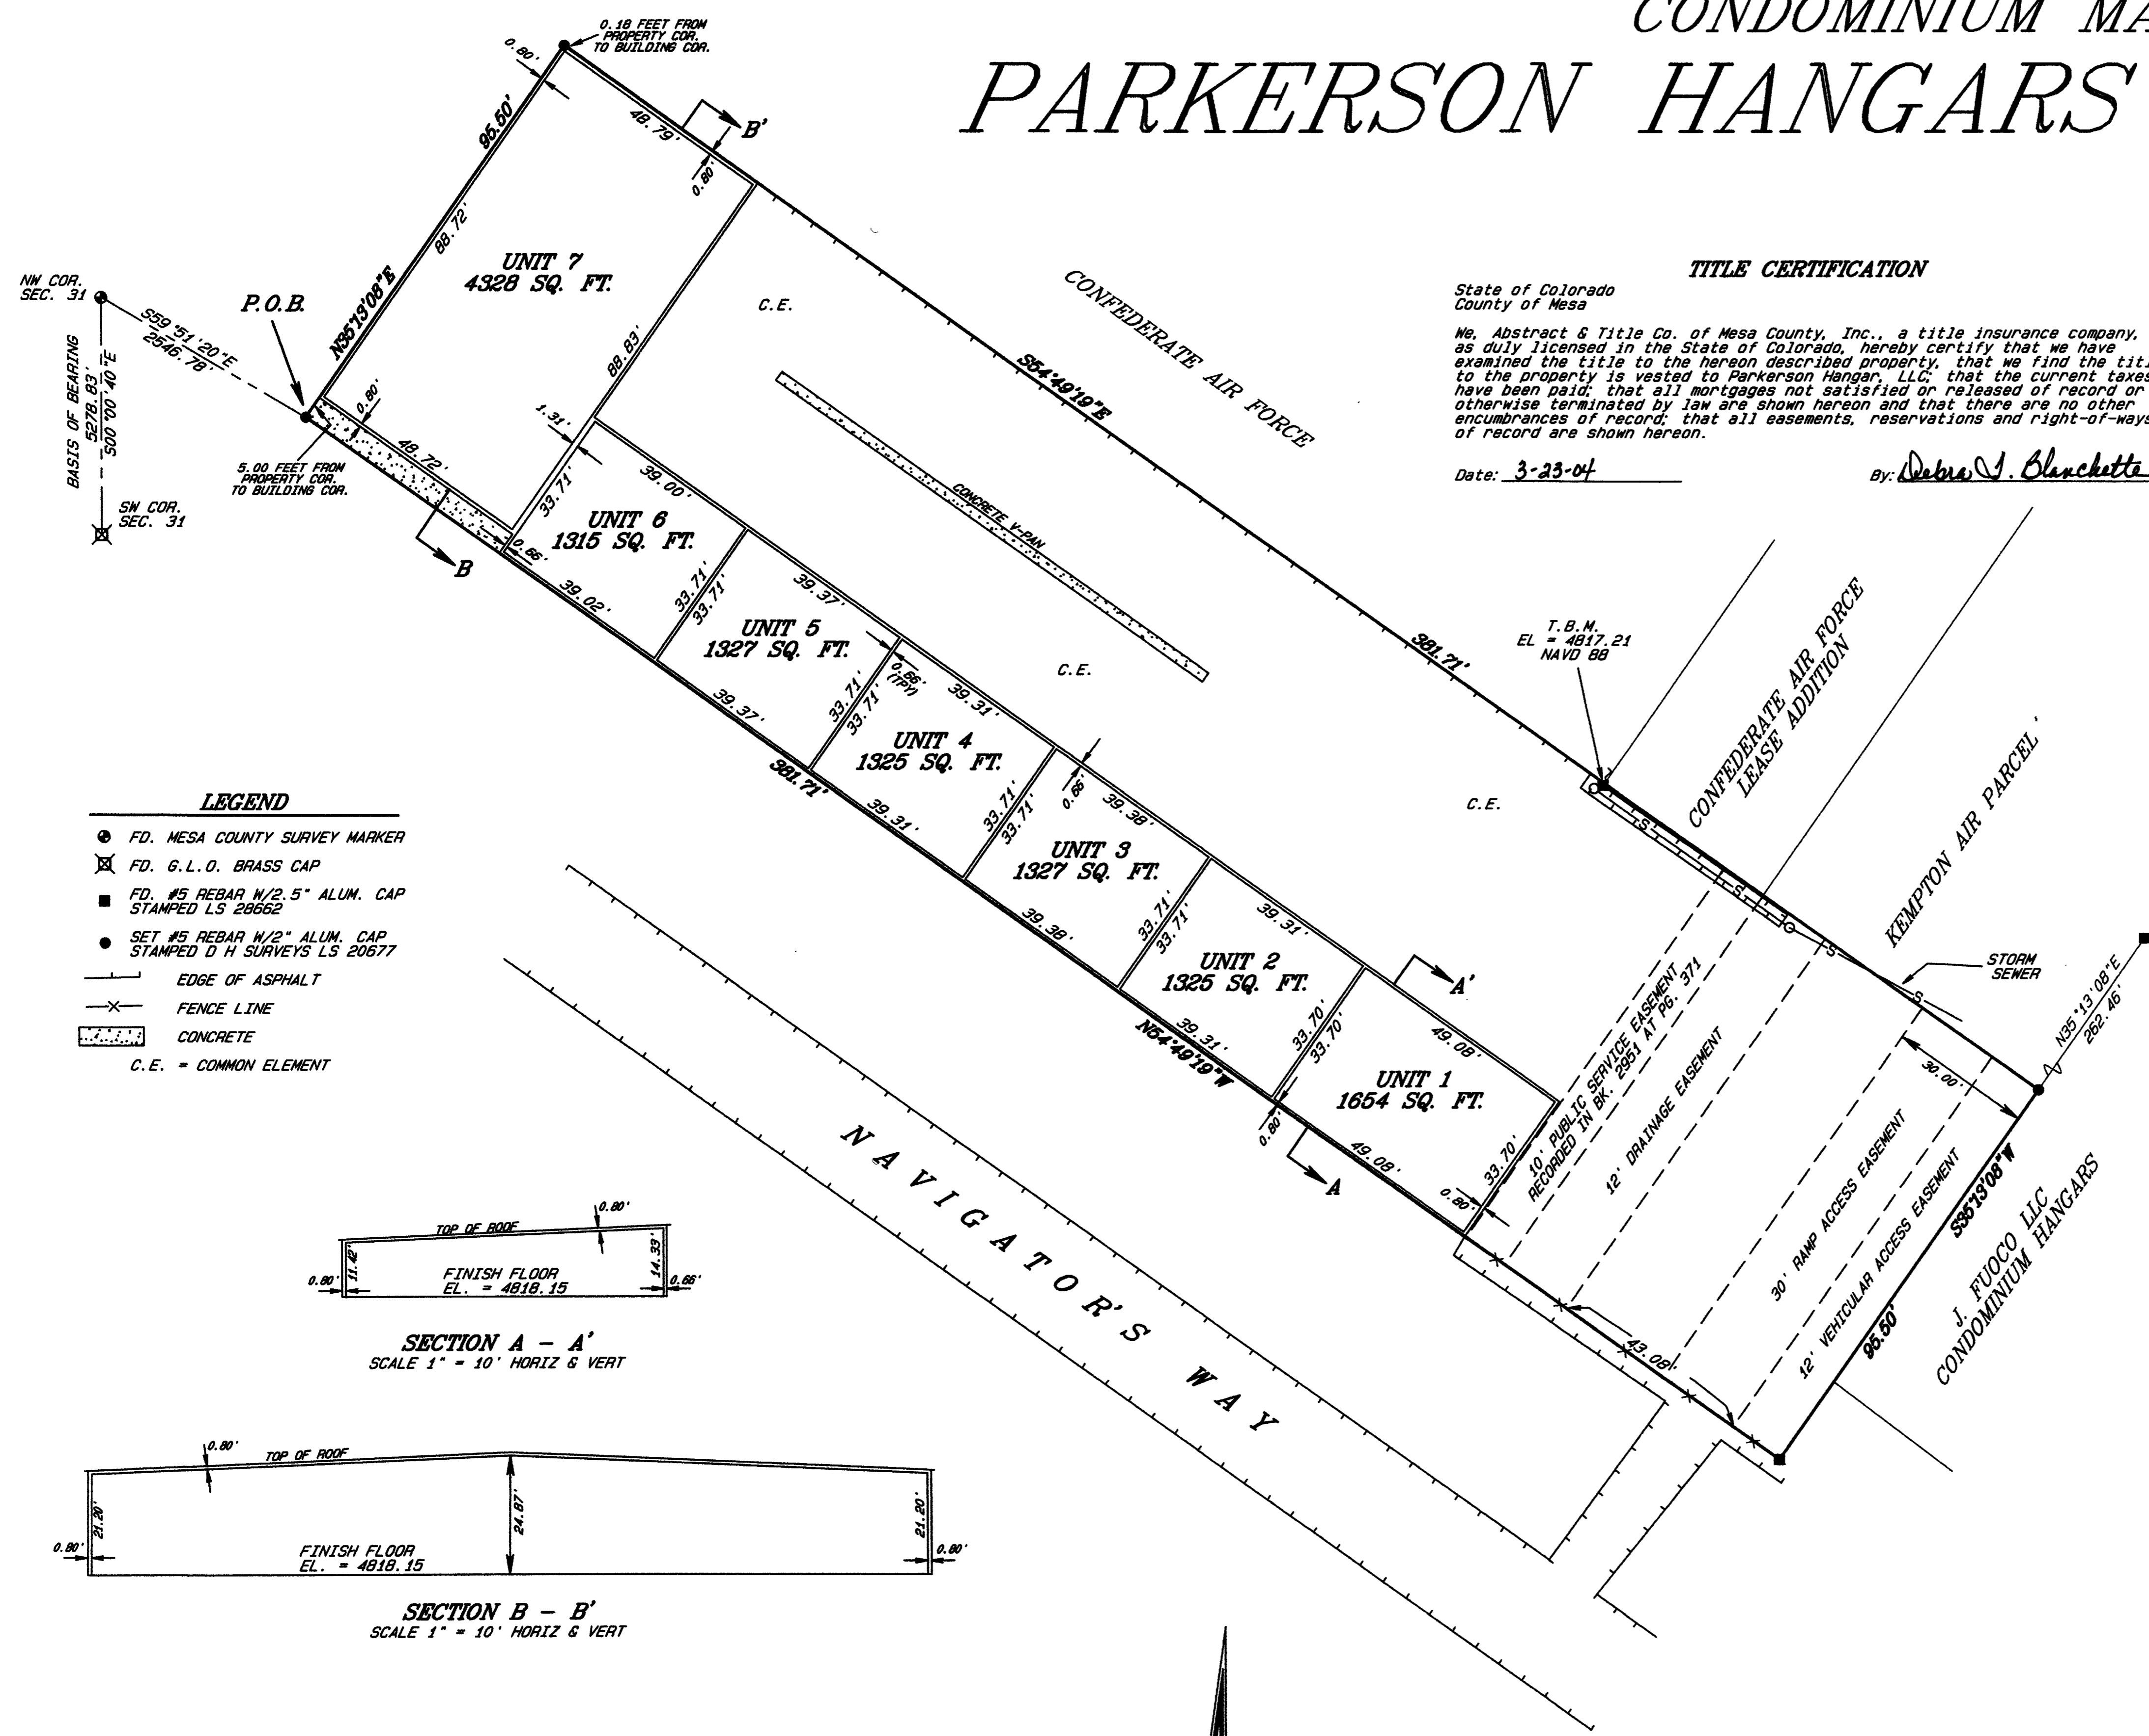 CONDOMINIUM MA
PARKERSON HANGARS
0.18 FEET FROM
PROPERTY COR.
TO BUILDING COR.
0.80'
95.50'
48.79'
B'
0.80'
88.72'
UNIT 7
4328 SQ. FT.
N35°13'08"E
88.83'
NW COR.
SEC. 31
P.O.B.
S59°51'20"E
2546.78'
BASIS OF BEARING
5278.83'
S00°00'40"E
SW COR.
SEC. 31
0.80'
48.72'
1.31'
5.00 FEET FROM
PROPERTY COR.
TO BUILDING COR.
B
C.E.
CONFEDERATE AIR FORCE
S54°49'19"E
381.71'
CONCRETE V-PAN
C.E.
C.E.
TITLE CERTIFICATION
State of Colorado
County of Mesa
We, Abstract & Title Co. of Mesa County, Inc., a title insurance company,
as duly licensed in the State of Colorado, hereby certify that we have
examined the title to the hereon described property, that we find the titl
to the property is vested to Parkerson Hangar, LLC; that the current taxes
have been paid; that all mortgages not satisfied or released of record or
otherwise terminated by law are shown hereon and that there are no other
encumbrances of record; that all easements, reservations and right-of-ways
of record are shown hereon.
Date: 3-23-04
By: Debra J. Blanchette
39.00'
33.71'
UNIT 6
1315 SQ. FT.
0.66'
39.02'
33.71'
33.71'
39.37'
UNIT 5
1327 SQ. FT.
39.37'
33.71'
33.71'
0.66'
(TPY)
39.31'
UNIT 4
1325 SQ. FT.
381.71'
39.31'
33.71'
33.71'
0.66'
39.38'
UNIT 3
1327 SQ. FT.
39.38'
33.71'
33.71'
39.31'
UNIT 2
1325 SQ. FT.
39.31'
N54°49'19"W
33.70'
33.70'
A'
49.08'
UNIT 1
1654 SQ. FT.
0.80'
49.08'
A
33.70'
0.80'
T.B.M.
EL = 4817.21
NAVD 88
CONFEDERATE AIR FORCE
LEASE ADDITION
KEMPTON AIR PARCEL
S
S
S
S
STORM
SEWER
N35°13'08"E
262.46'
10' PUBLIC SERVICE EASEMENT
RECORDED IN BK. 2951 AT PG. 371
12' DRAINAGE EASEMENT
30.00'
30' RAMP ACCESS EASEMENT
12' VEHICULAR ACCESS EASEMENT
S35°13'08"W
95.50'
J. FUOCO LLC
CONDOMINIUM HANGARS
43.08'
NAVIGATOR'S WAY
LEGEND
FD. MESA COUNTY SURVEY MARKER
FD. G.L.O. BRASS CAP
FD. #5 REBAR W/2.5" ALUM. CAP
STAMPED LS 28662
SET #5 REBAR W/2" ALUM. CAP
STAMPED D H SURVEYS LS 20677
EDGE OF ASPHALT
FENCE LINE
CONCRETE
C.E. = COMMON ELEMENT
0.80'
TOP OF ROOF
11.42'
14.33'
0.80'
FINISH FLOOR
EL. = 4818.15
0.66'
SECTION A - A'
SCALE 1" = 10' HORIZ & VERT
0.80'
TOP OF ROOF
21.20'
24.87'
21.20'
0.80'
FINISH FLOOR
EL. = 4818.15
0.80'
SECTION B - B'
SCALE 1" = 10' HORIZ & VERT